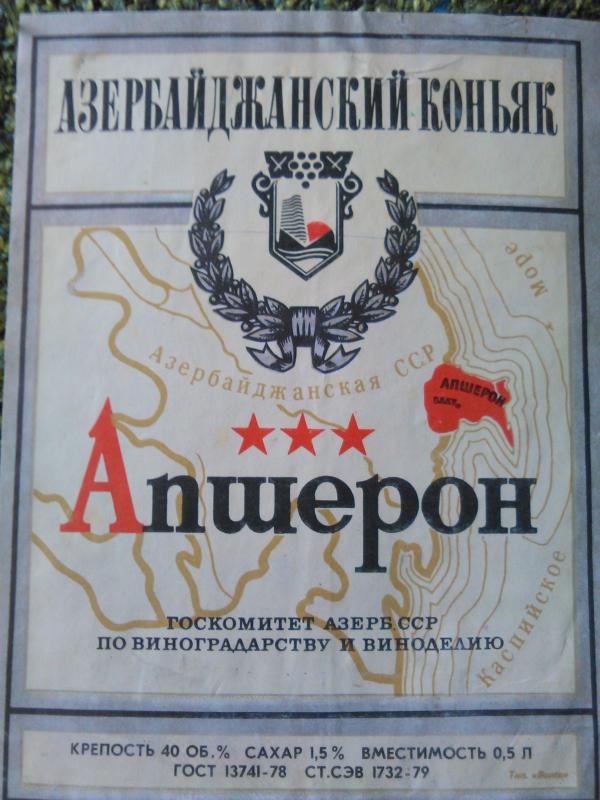 АЗЕРБАЙДЖАНСКИЙ КОНЬЯК
Море
Азербайджанская ССР
АПШЕРОН
Апшерон
Каспийское
ГОСКОМИТЕТ АЗЕРБ.ССР
ПО ВИНОГРАДАРСТВУ И ВИНОДЕЛИЮ
КРЕПОСТЬ 40 ОБ.% САХАР 1,5% ВМЕСТИМОСТЬ 0,5 Л
ГОСТ 13741-78 СТ.СЭВ 1732-79
Тип.